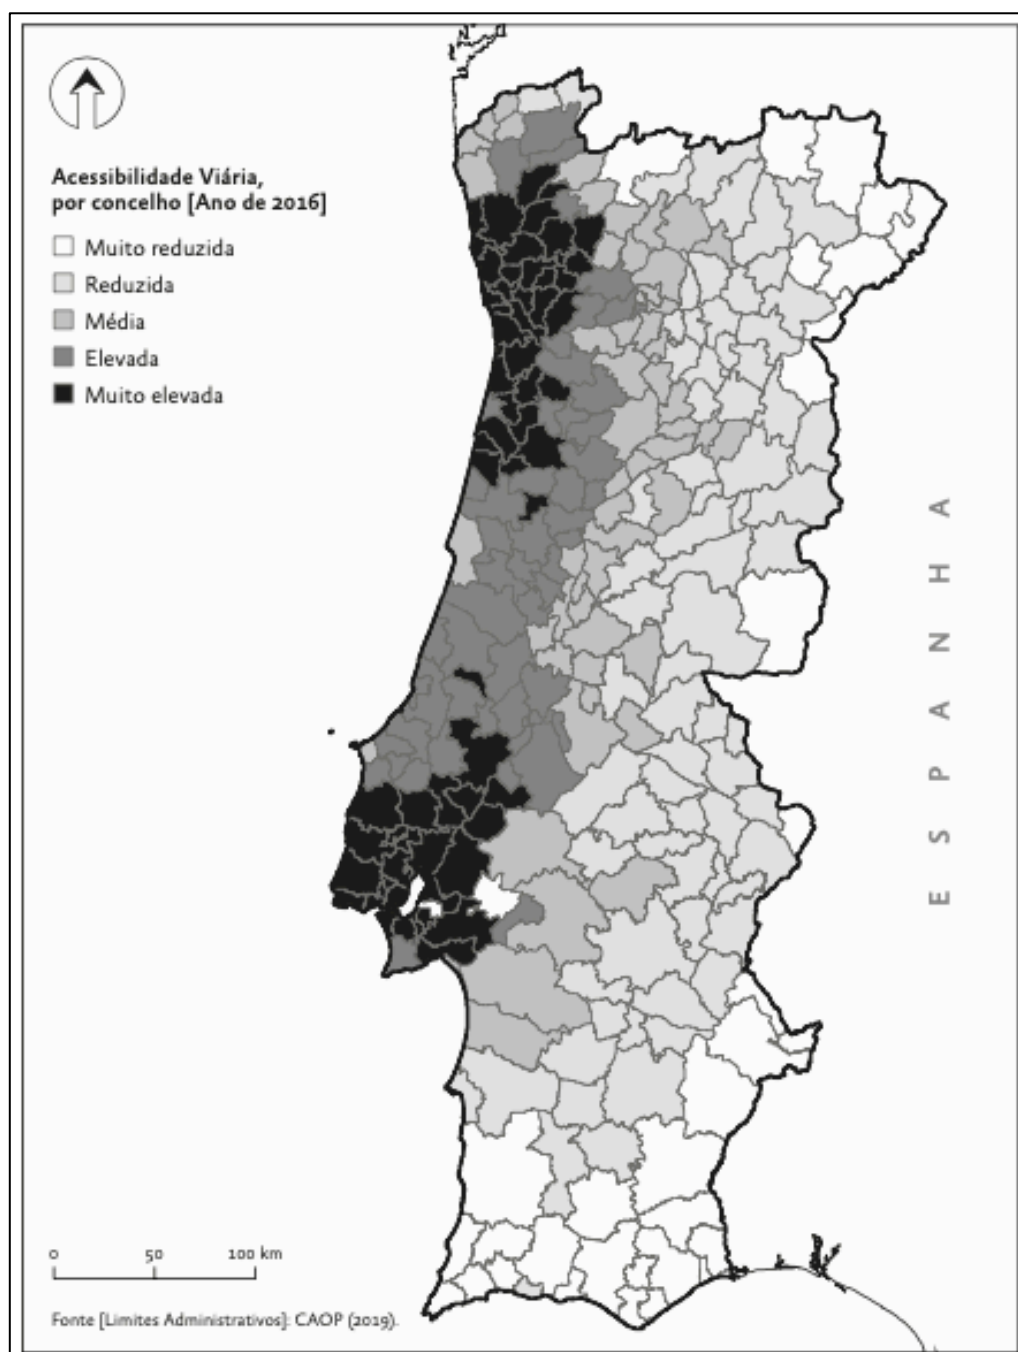 Acessibilidade Viária,
por concelho [Ano de 2016]
Muito reduzida
Reduzida
Média
Elevada
Muito elevada
ESPANHA
0 50 100 km
Fonte [Limites Administrativos]: CAOP (2019).